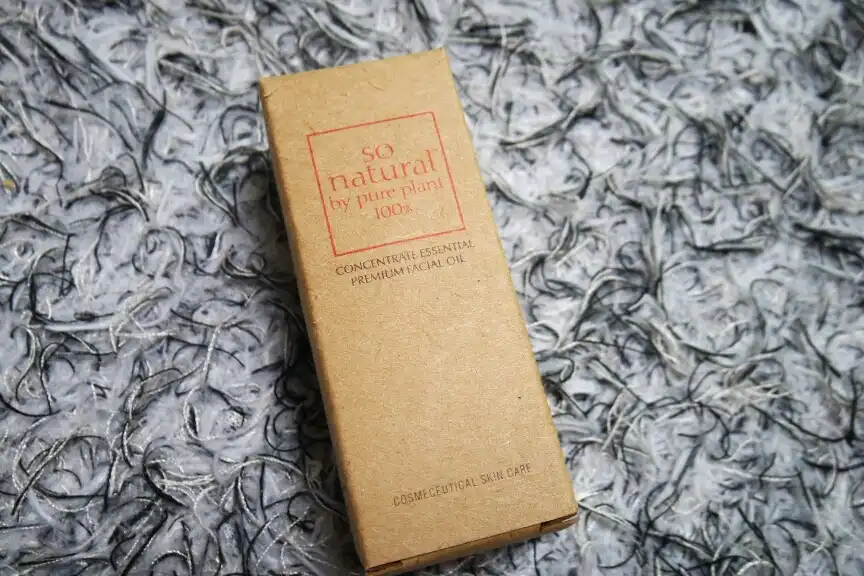 so
natural
by pure plant
100%
CONCENTRATE ESSENTIAL
PREMIUM FACIAL OIL
COSMECEUTICAL SKIN CARE